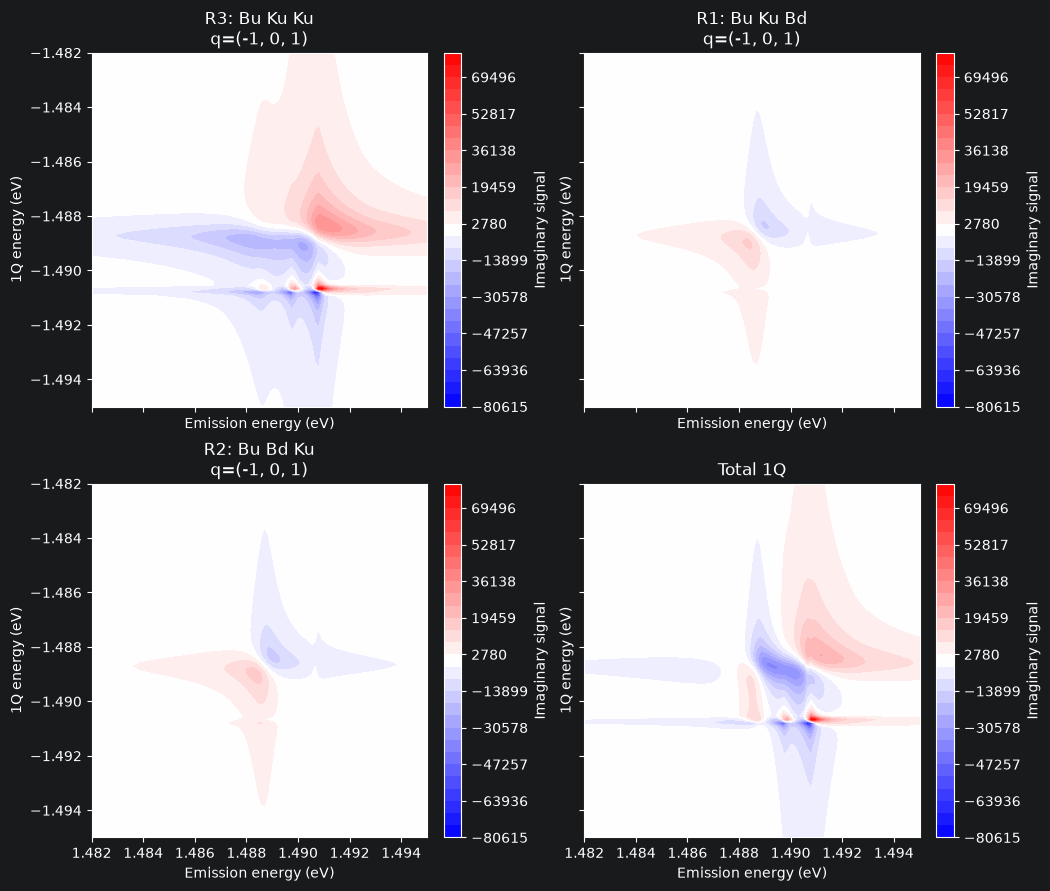 R3: Bu Ku Ku
q=(-1, 0, 1)
−1.482
−1.484
−1.486
−1.488
−1.490
−1.492
−1.494
1Q energy (eV)
Emission energy (eV)
69496
52817
36138
19459
2780
−13899
−30578
−47257
−63936
−80615
Imaginary signal
R1: Bu Ku Bd
q=(-1, 0, 1)
1Q energy (eV)
Emission energy (eV)
69496
52817
36138
19459
2780
−13899
−30578
−47257
−63936
−80615
Imaginary signal
R2: Bu Bd Ku
q=(-1, 0, 1)
−1.482
−1.484
−1.486
−1.488
−1.490
−1.492
−1.494
1Q energy (eV)
1.482 1.484 1.486 1.488 1.490 1.492 1.494
Emission energy (eV)
69496
52817
36138
19459
2780
−13899
−30578
−47257
−63936
−80615
Imaginary signal
Total 1Q
1Q energy (eV)
1.482 1.484 1.486 1.488 1.490 1.492 1.494
Emission energy (eV)
69496
52817
36138
19459
2780
−13899
−30578
−47257
−63936
−80615
Imaginary signal